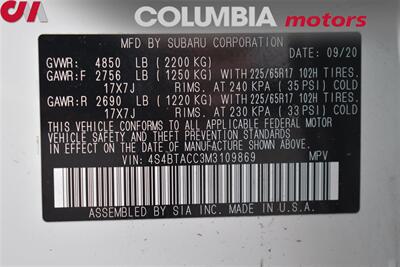 COLUMBIA motors
MFD. BY SUBARU CORPORATION
DATE: 09/20
GVWR: 4850 LB (2200 KG)
GAWR:F 2756 LB (1250 KG) WITH 225/65R17 102H TIRES.
17X7J RIMS. AT 240 KPA ( 35 PSI) COLD
GAWR:R 2690 LB (1220 KG) WITH 225/65R17 102H TIRES.
17X7J RIMS. AT 230 KPA ( 33 PSI) COLD
THIS VEHICLE CONFORMS TO ALL APPLICABLE FEDERAL MOTOR
VEHICLE SAFETY AND THEFT PREVENTION STANDARDS IN EFFECT ON THE
DATE OF MANUFACTURE SHOWN ABOVE.
VIN: 4S4BTACC3M3109869 MPV
ASSEMBLED BY SIA INC. MADE IN U.S.A.